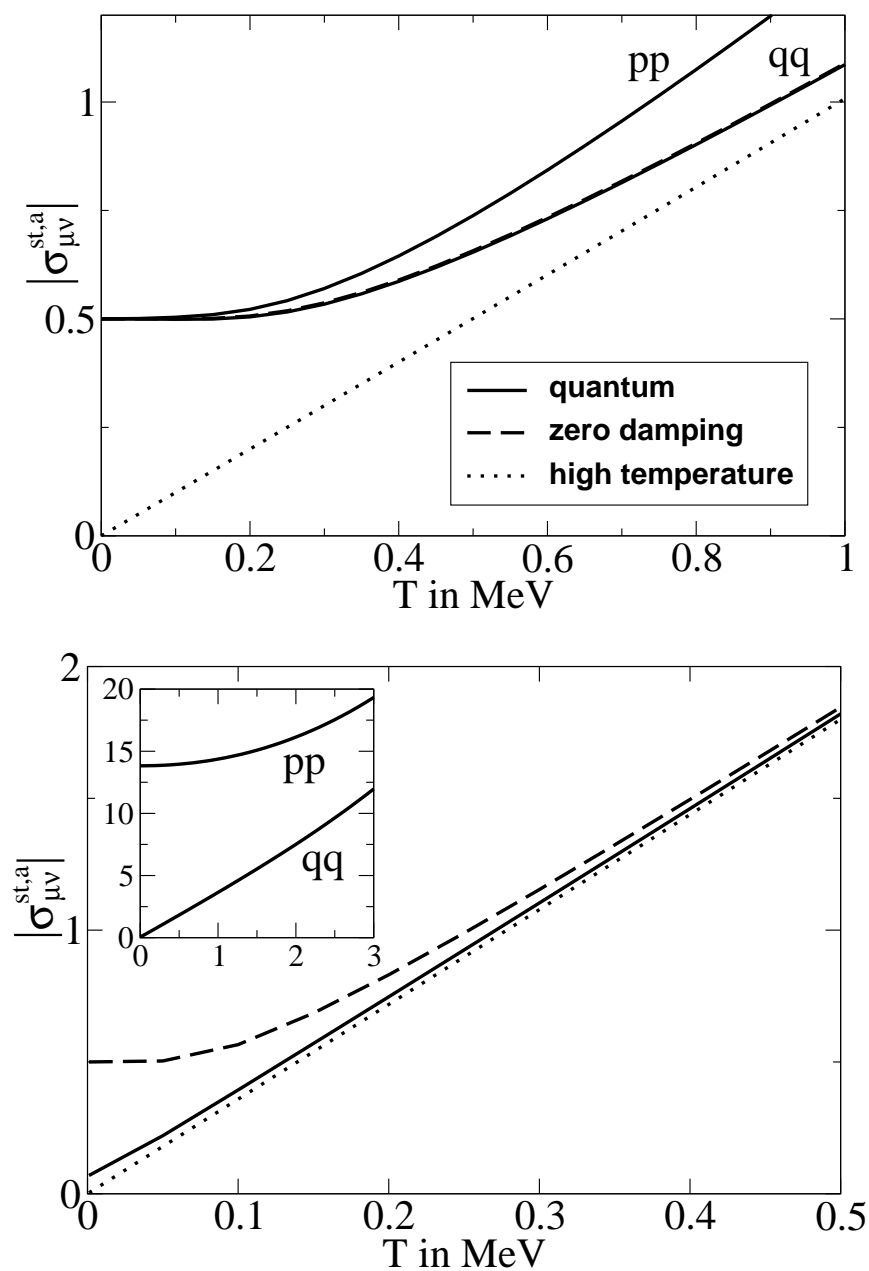 pp
qq
1
|σ^{st,a}_{μν}|
0.5
quantum
zero damping
high temperature
0
0 0.2 0.4 0.6 0.8 1
T in MeV
2
20
15
pp
10
5
qq
0
0 1 2 3
|σ^{st,a}_{μν}|
1
0
0 0.1 0.2 0.3 0.4 0.5
T in MeV